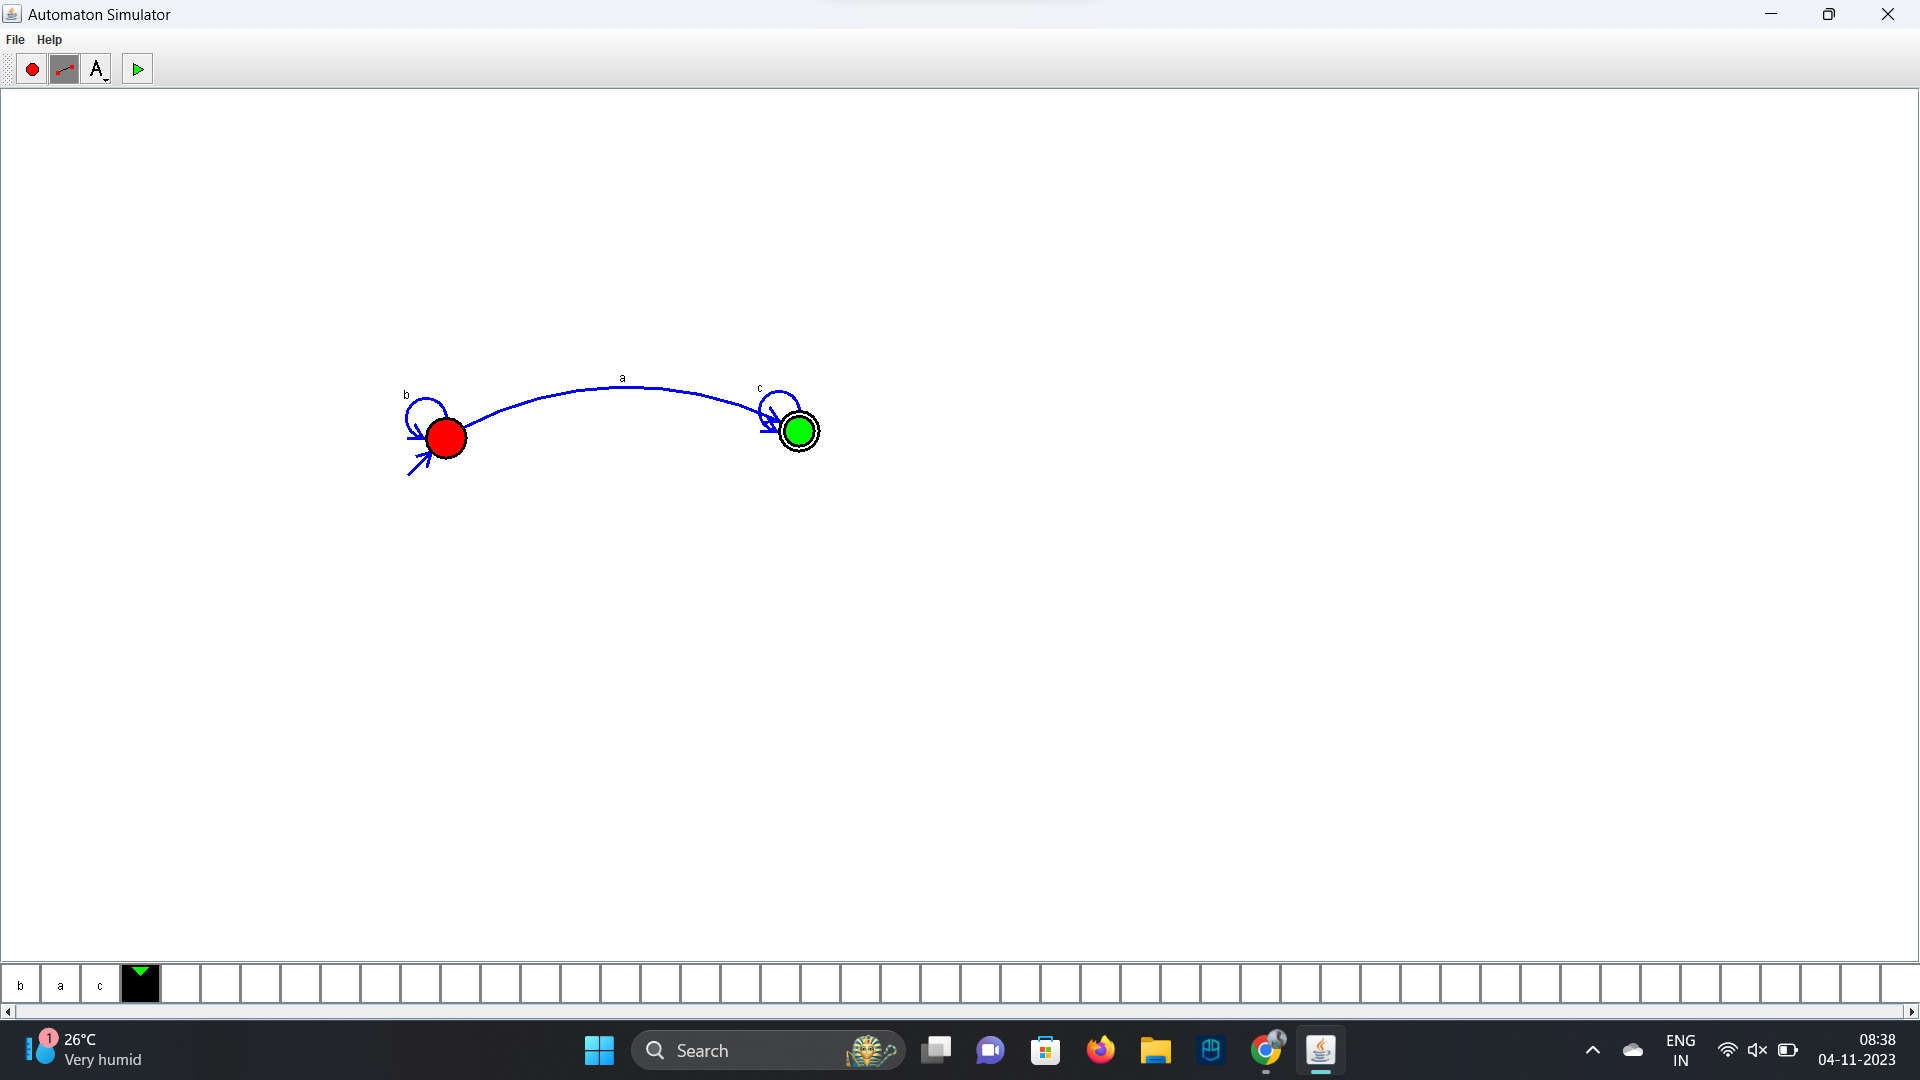 Automaton Simulator
File Help
A
b
a
c
b a c
1
26°C
Very humid
Search
ENG
IN
08:38
04-11-2023